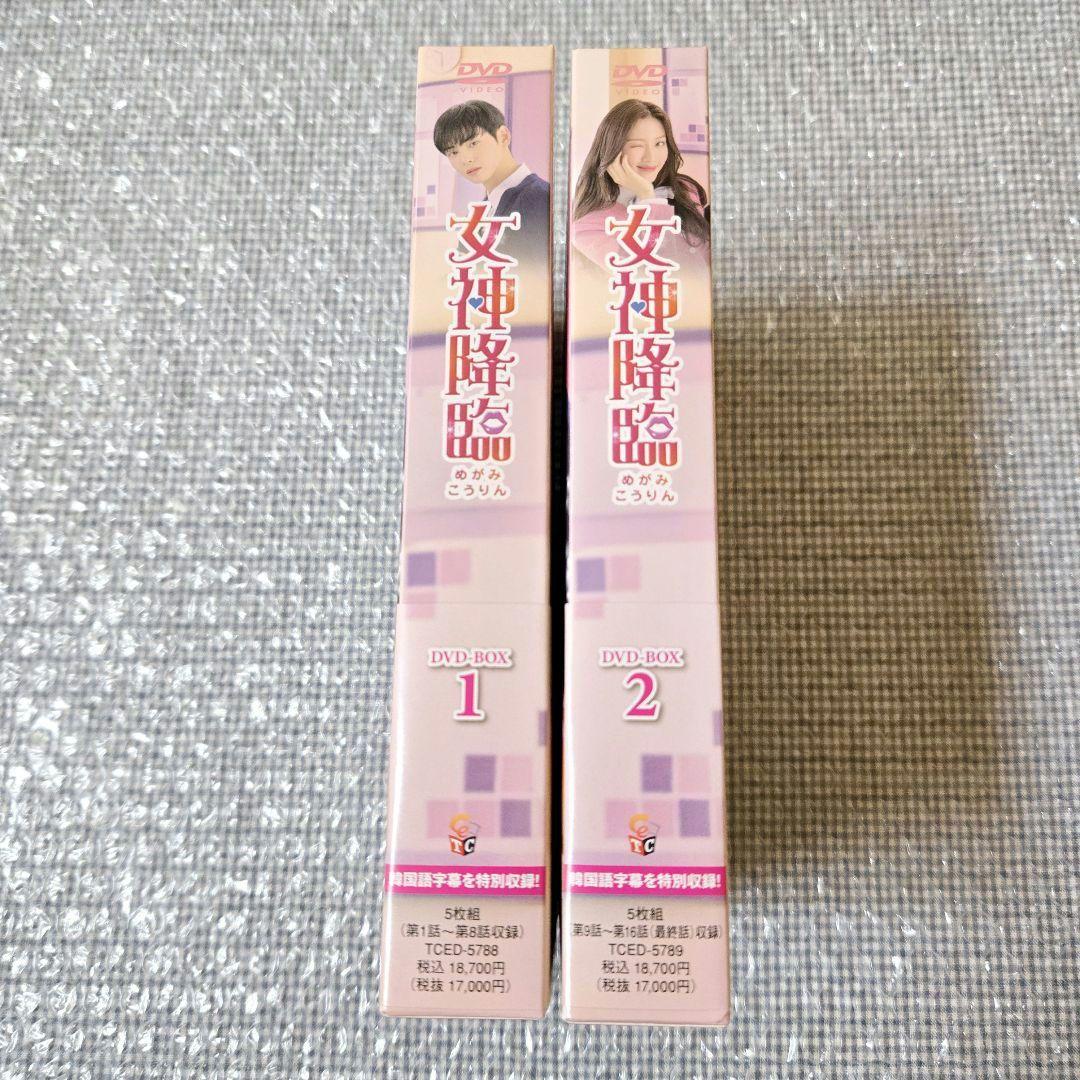 DVD
VIDEO
女神降臨
めがみ
こうりん
DVD-BOX
1
TC
韓国語字幕を特別収録!
5枚組
(第1話〜第8話収録)
TCED-5788
税込 18,700円
(税抜 17,000円)
DVD
VIDEO
女神降臨
めがみ
こうりん
DVD-BOX
2
TC
韓国語字幕を特別収録!
5枚組
(第9話〜第16話(最終話)収録)
TCED-5789
税込 18,700円
(税抜 17,000円)